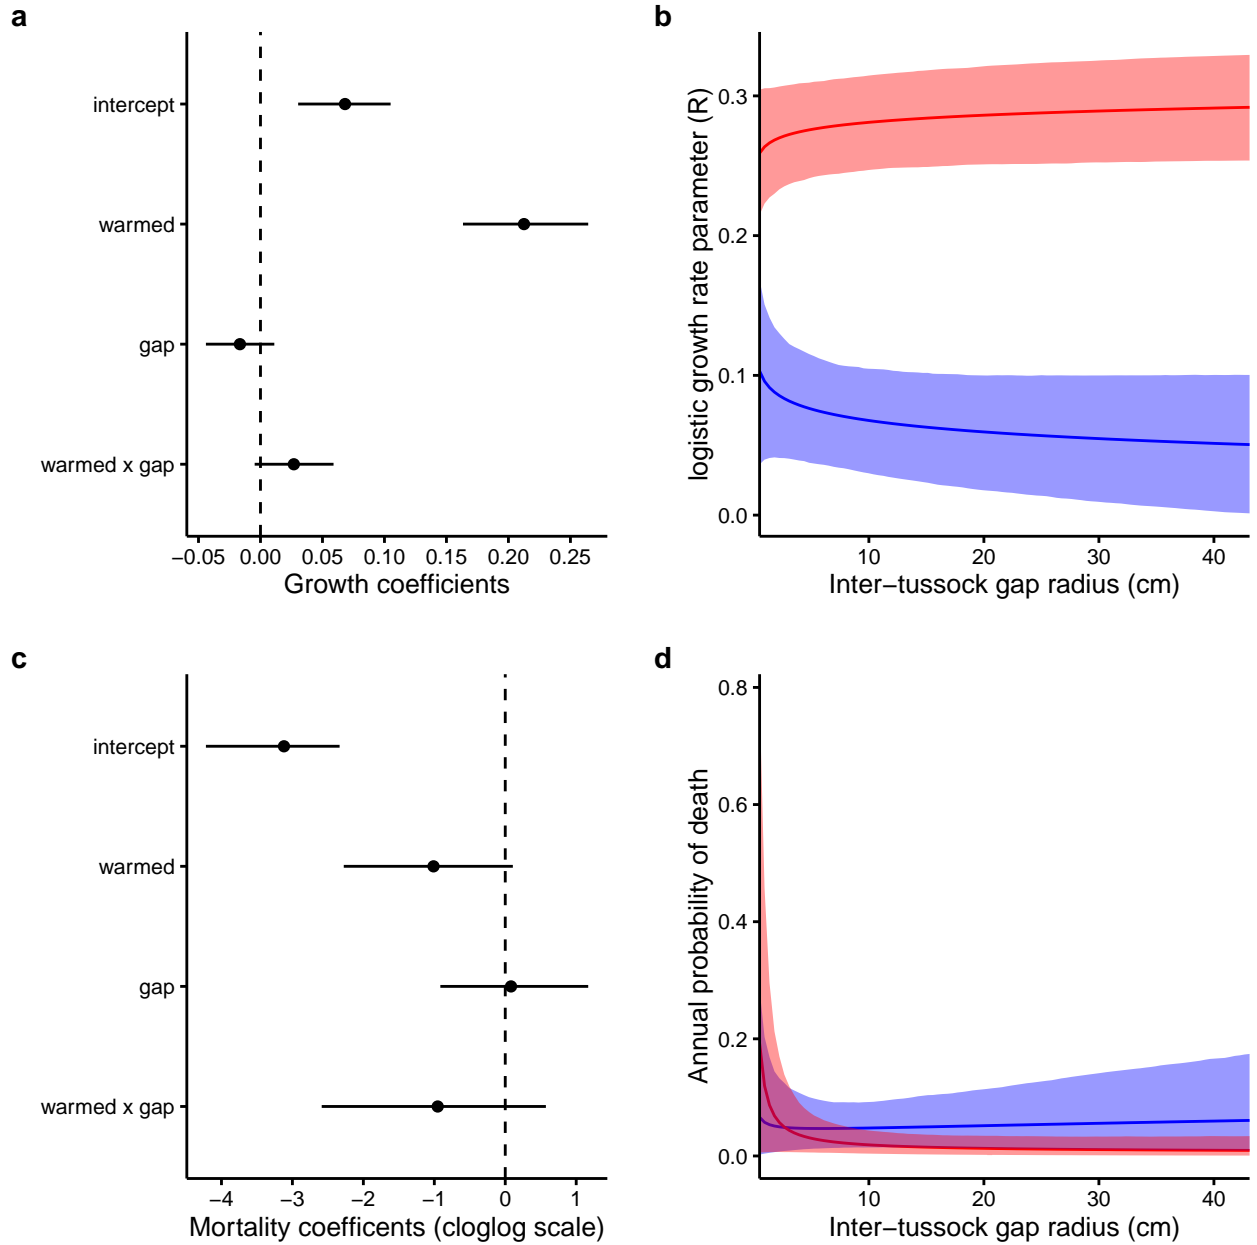 a
intercept
warmed
gap
warmed x gap
−0.05 0.00 0.05 0.10 0.15 0.20 0.25
Growth coefficients
b
logistic growth rate parameter (R)
0.3
0.2
0.1
0.0
10 20 30 40
Inter−tussock gap radius (cm)
c
intercept
warmed
gap
warmed x gap
−4 −3 −2 −1 0 1
Mortality coefficents (cloglog scale)
d
Annual probability of death
0.8
0.6
0.4
0.2
0.0
10 20 30 40
Inter−tussock gap radius (cm)